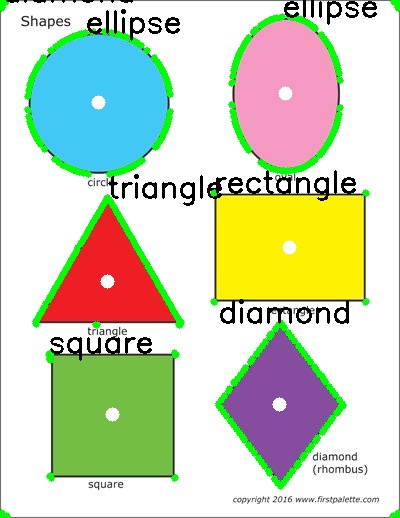 diamond
Shapes
ellipse
ellipse
circle
oval
triangle
rectangle
triangle
rectangle
diamond
square
diamond
(rhombus)
square
copyright 2016 www.firstpalette.com